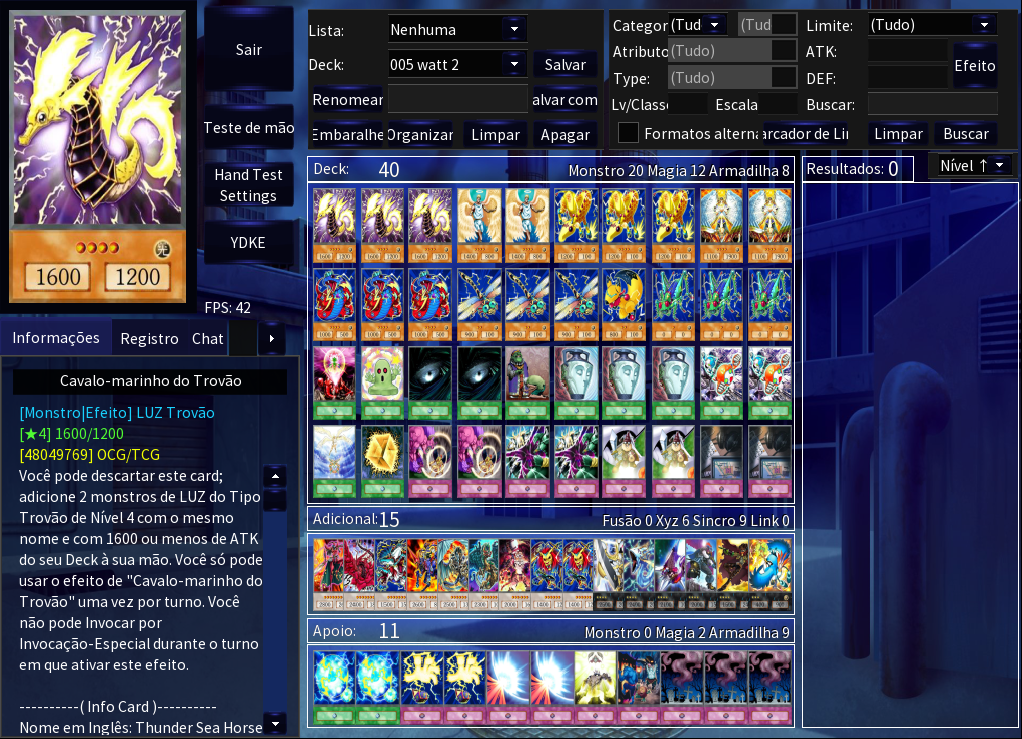 Sair
Teste de mão
Hand Test
Settings
YDKE
FPS: 42
1600 1200
Informações Registro Chat
Cavalo-marinho do Trovão
[Monstro|Efeito] LUZ Trovão
[★4] 1600/1200
[48049769] OCG/TCG
Você pode descartar este card;
adicione 2 monstros de LUZ do Tipo
Trovão de Nível 4 com o mesmo
nome e com 1600 ou menos de ATK
do seu Deck à sua mão. Você só pode
usar o efeito de "Cavalo-marinho do
Trovão" uma vez por turno. Você
não pode Invocar por
Invocação-Especial durante o turno
em que ativar este efeito.
----------( Info Card )----------
Nome em Inglês: Thunder Sea Horse
Lista: Nenhuma
Deck: 005 watt 2 Salvar
Renomear alvar com
Embaralhe Organizar Limpar Apagar
Categor (Tud (Tud Limite: (Tudo)
Atributo (Tudo) ATK: Efeito
Type: (Tudo) DEF:
Lv/Classe Escala Buscar:
Formatos alterna arcador de Lin Limpar Buscar
Deck: 40 Monstro 20 Magia 12 Armadilha 8
Resultados: 0 Nível ↑
Adicional: 15 Fusão 0 Xyz 6 Sincro 9 Link 0
Apoio: 11 Monstro 0 Magia 2 Armadilha 9